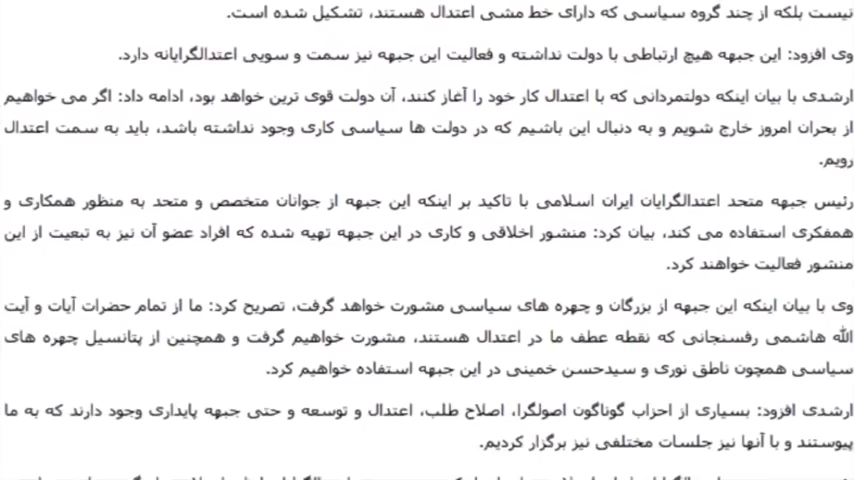 نیست بلکه از چند گروه سیاسی که دارای خط مشی اعتدال هستند، تشکیل شده است.
وی افزود: این جبهه هیچ ارتباطی با دولت نداشته و فعالیت این جبهه نیز سمت و سویی اعتدالگرایانه دارد.
ارشدی با بیان اینکه دولتمردانی که با اعتدال کار خود را آغاز کنند، آن دولت قوی ترین خواهد بود، ادامه داد: اگر می خواهیم
از بحران امروز خارج شویم و به دنبال این باشیم که در دولت ها سیاسی کاری وجود نداشته باشد، باید به سمت اعتدال
رویم.
رئیس جبهه متحد اعتدالگرایان ایران اسلامی با تاکید بر اینکه این جبهه از جوانان متخصص و متحد به منظور همکاری و
همفکری استفاده می کند، بیان کرد: منشور اخلاقی و کاری در این جبهه تهیه شده که افراد عضو آن نیز به تبعیت از این
منشور فعالیت خواهند کرد.
وی با بیان اینکه این جبهه از بزرگان و چهره های سیاسی مشورت خواهد گرفت، تصریح کرد: ما از تمام حضرات آیات و آیت
الله هاشمی رفسنجانی که نقطه عطف ما در اعتدال هستند، مشورت خواهیم گرفت و همچنین از پتانسیل چهره های
سیاسی همچون ناطق نوری و سیدحسن خمینی در این جبهه استفاده خواهیم کرد.
ارشدی افزود: بسیاری از احزاب گوناگون اصولگرا، اصلاح طلب، اعتدال و توسعه و حتی جبهه پایداری وجود دارند که به ما
پیوستند و با آنها نیز جلسات مختلفی نیز برگزار کردیم.